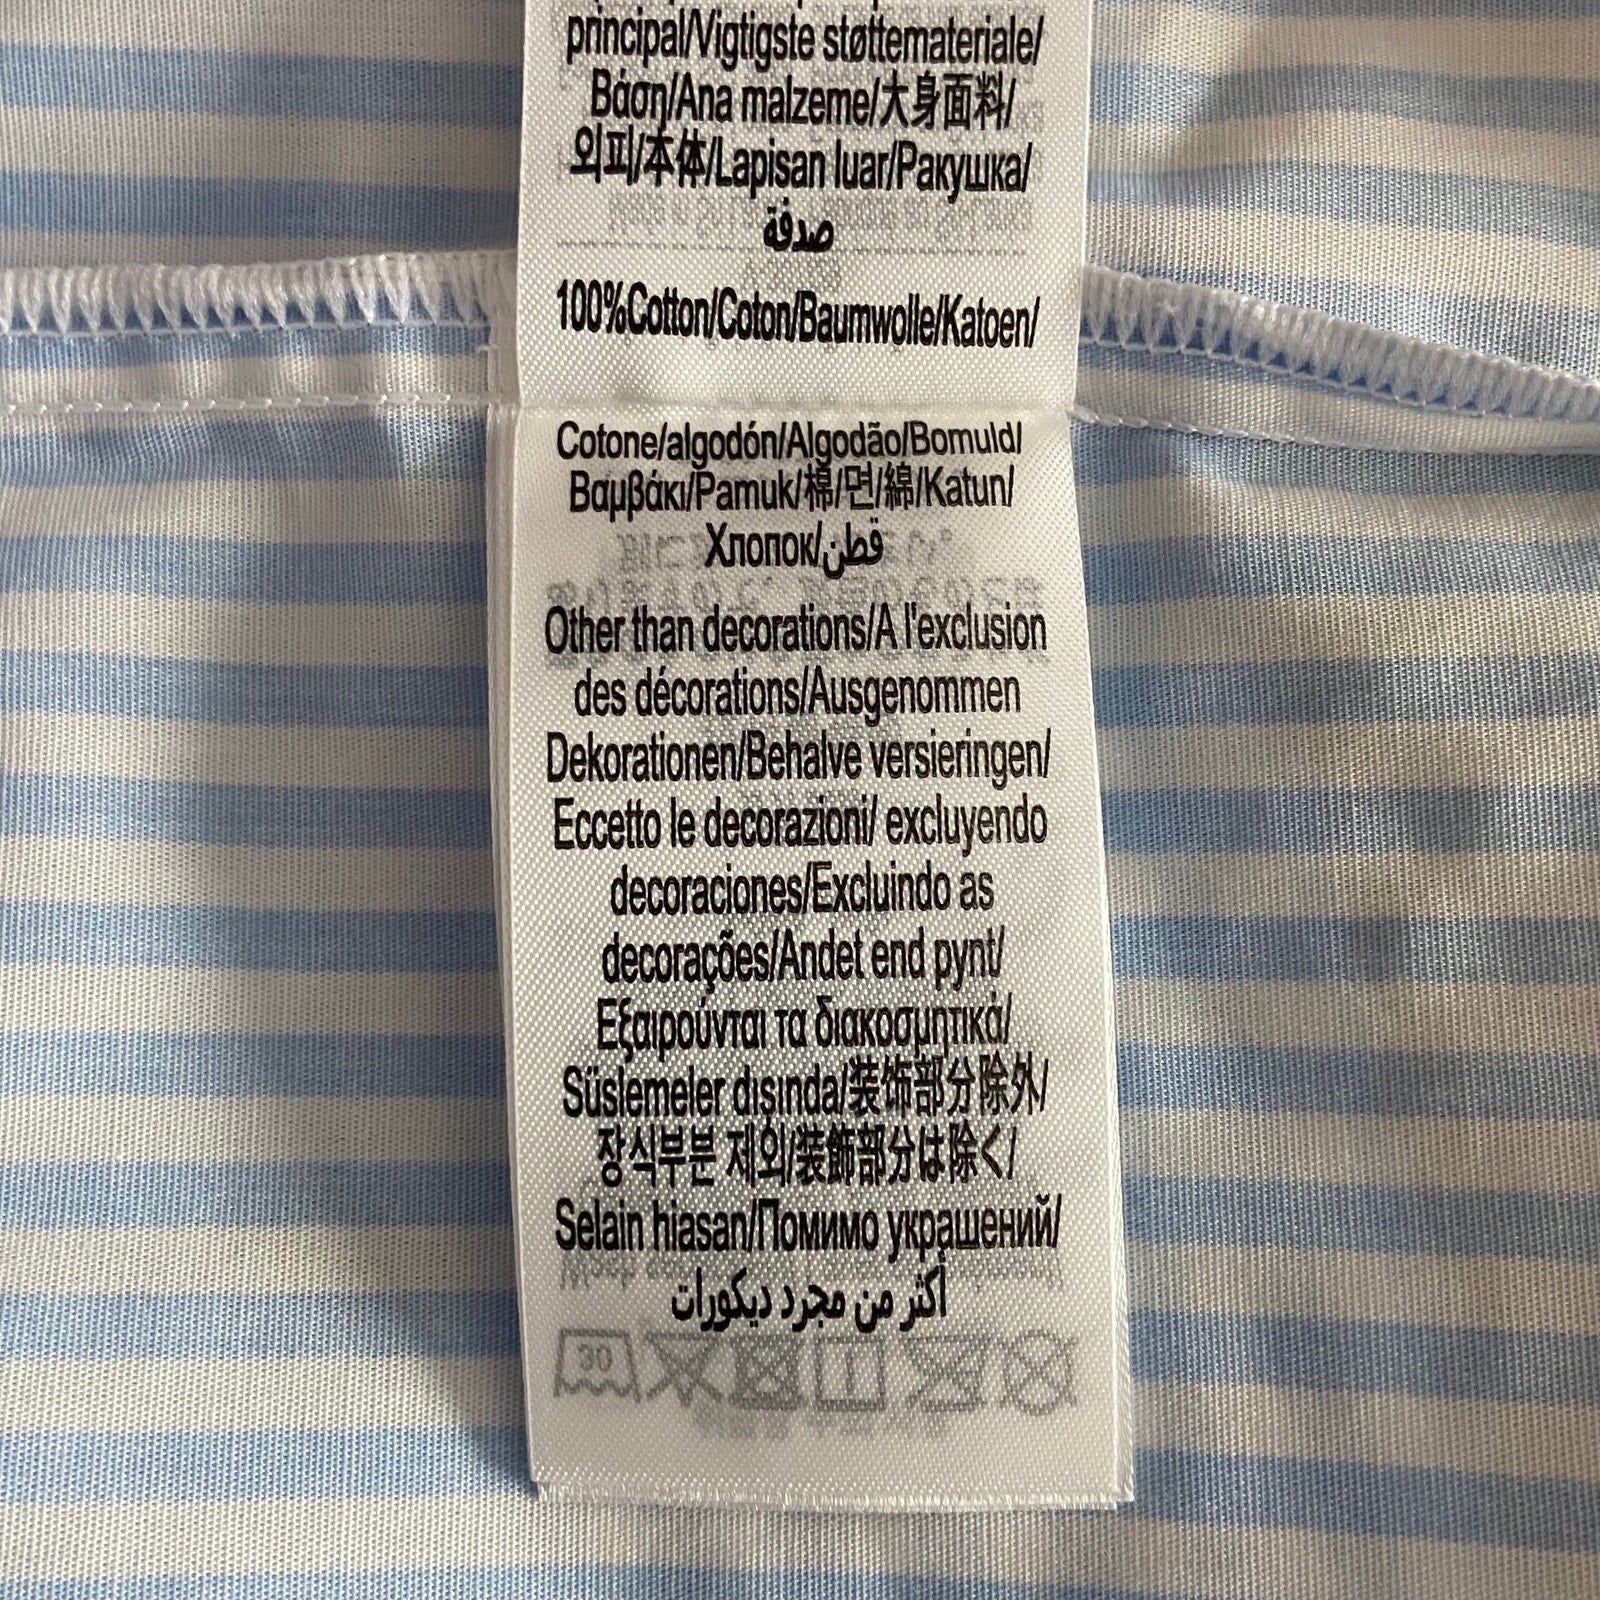 principal/Vigtigste støttemateriale/
Βάση/Ana malzeme/大身面料/
외피/本体/Lapisan luar/Ракушка/
صدفة
100%Cotton/Coton/Baumwolle/Katoen/
Cotone/algodón/Algodão/Bomuld/
Βαμβάκι/Pamuk/棉/면/綿/Katun/
Хлопок/قطن
Other than decorations/A l'exclusion
des décorations/Ausgenommen
Dekorationen/Behalve versieringen/
Eccetto le decorazioni/ excluyendo
decoraciones/Excluindo as
decorações/Andet end pynt/
Εξαιρούνται τα διακοσμητικά/
Süslemeler dışında/装饰部分除外/
장식부분 제외/装飾部分は除く/
Selain hiasan/Помимо украшений/
أكثر من مجرد ديكورات
30